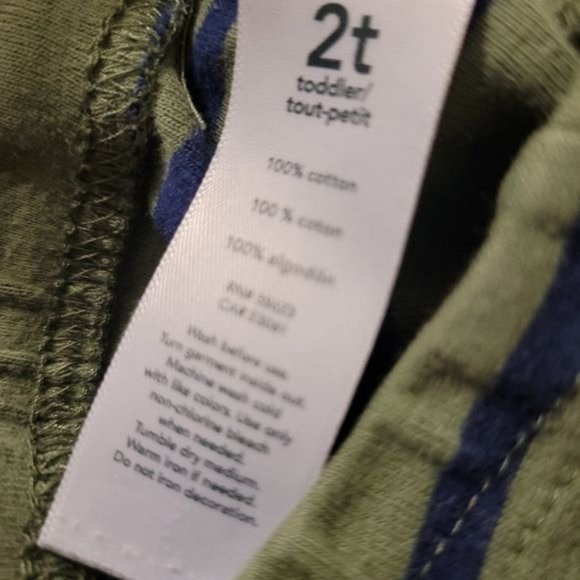 2t
toddler/
tout-petit
100% cotton
100 % coton
100% algodón
RN#
CA#
Wash before use.
Turn garment inside out.
Machine wash cold
with like colors. Use only
non-chlorine bleach
when needed.
Tumble dry medium.
Warm iron if needed.
Do not iron decoration.